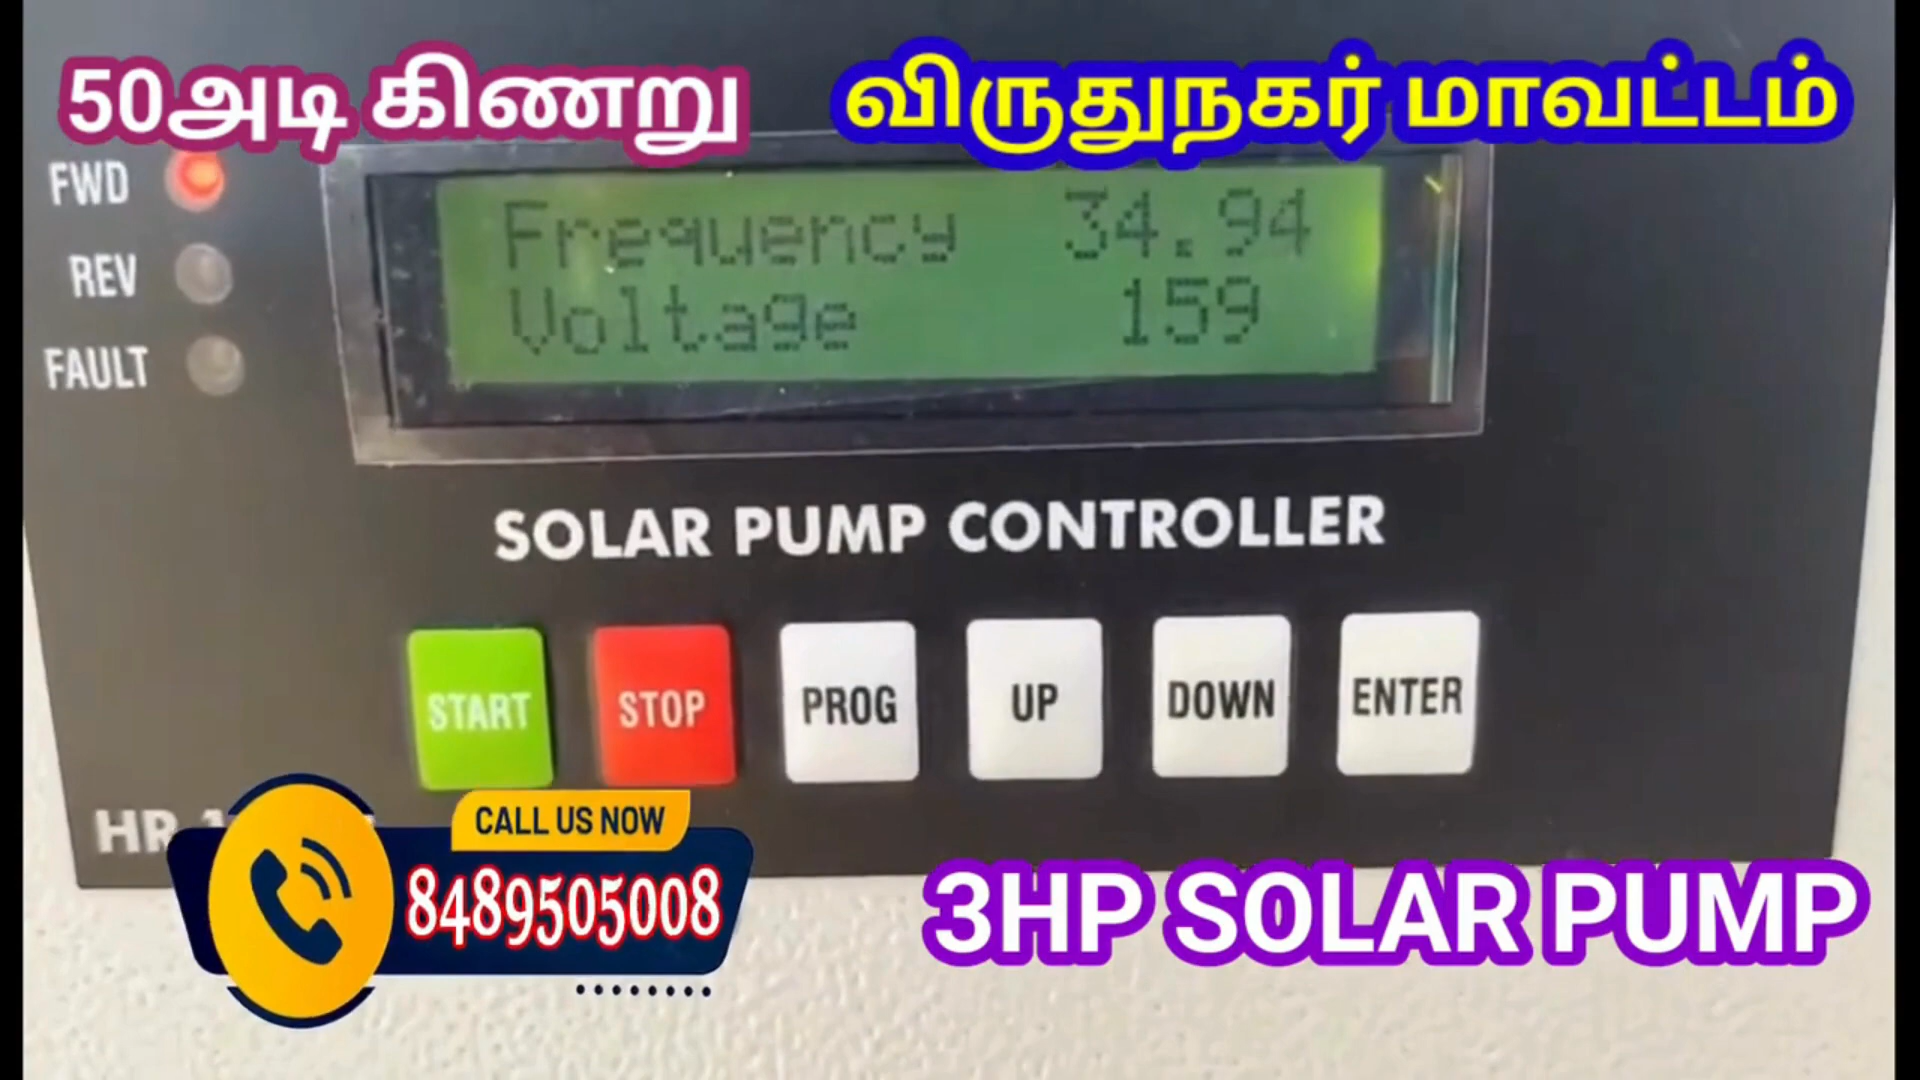 50அடி கிணறு
விருதுநகர் மாவட்டம்
FWD
REV
FAULT
Frequency 34.94
Voltage 159
SOLAR PUMP CONTROLLER
START STOP PROG UP DOWN ENTER
CALL US NOW
8489505008
3HP SOLAR PUMP